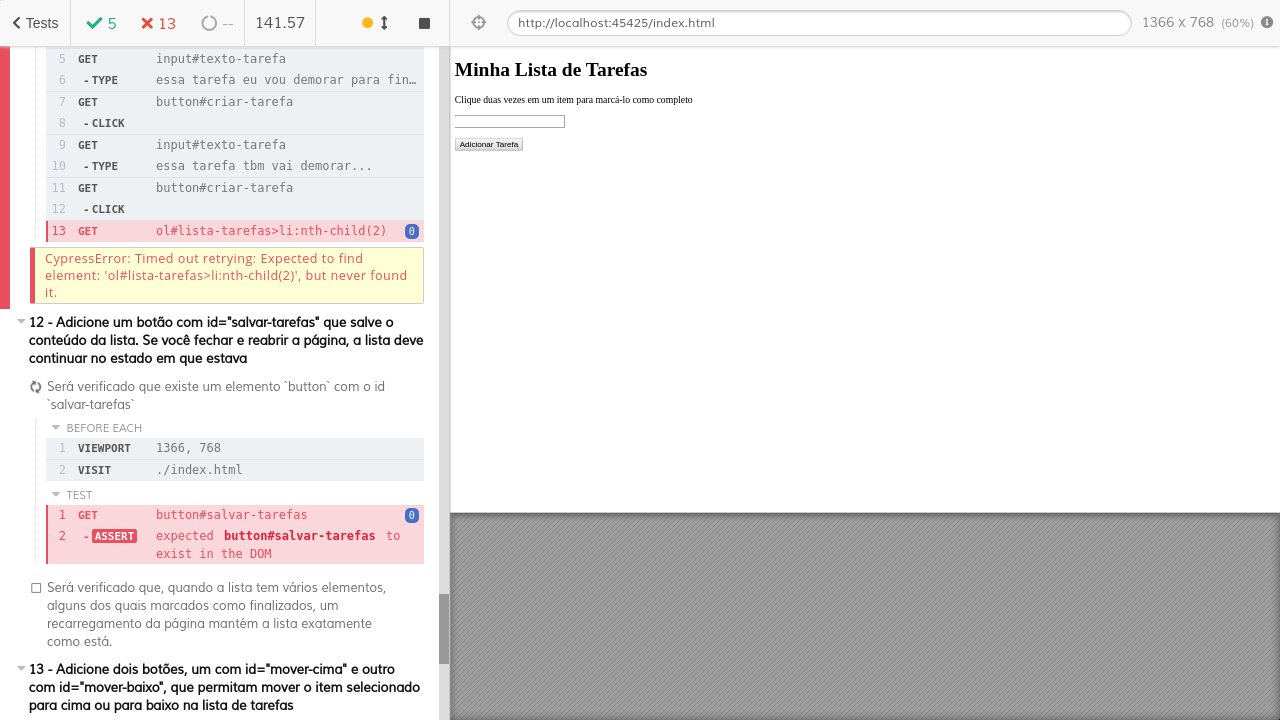 Tests 5 13 -- 141.57 http://localhost:45425/index.html 1366 x 768 (60%)
5 GET input#texto-tarefa
6 -TYPE essa tarefa eu vou demorar para fin…
7 GET button#criar-tarefa
8 -CLICK
9 GET input#texto-tarefa
10 -TYPE essa tarefa tbm vai demorar...
11 GET button#criar-tarefa
12 -CLICK
13 GET ol#lista-tarefas>li:nth-child(2) 0
CypressError: Timed out retrying: Expected to find
element: 'ol#lista-tarefas>li:nth-child(2)', but never found
it.
12 - Adicione um botão com id="salvar-tarefas" que salve o
conteúdo da lista. Se você fechar e reabrir a página, a lista deve
continuar no estado em que estava
Será verificado que existe um elemento `button` com o id
`salvar-tarefas`
BEFORE EACH
1 VIEWPORT 1366, 768
2 VISIT ./index.html
TEST
1 GET button#salvar-tarefas 0
2 -ASSERT expected button#salvar-tarefas to
exist in the DOM
Será verificado que, quando a lista tem vários elementos,
alguns dos quais marcados como finalizados, um
recarregamento da página mantém a lista exatamente
como está.
13 - Adicione dois botões, um com id="mover-cima" e outro
com id="mover-baixo", que permitam mover o item selecionado
para cima ou para baixo na lista de tarefas
Minha Lista de Tarefas
Clique duas vezes em um item para marcá-lo como completo
Adicionar Tarefa